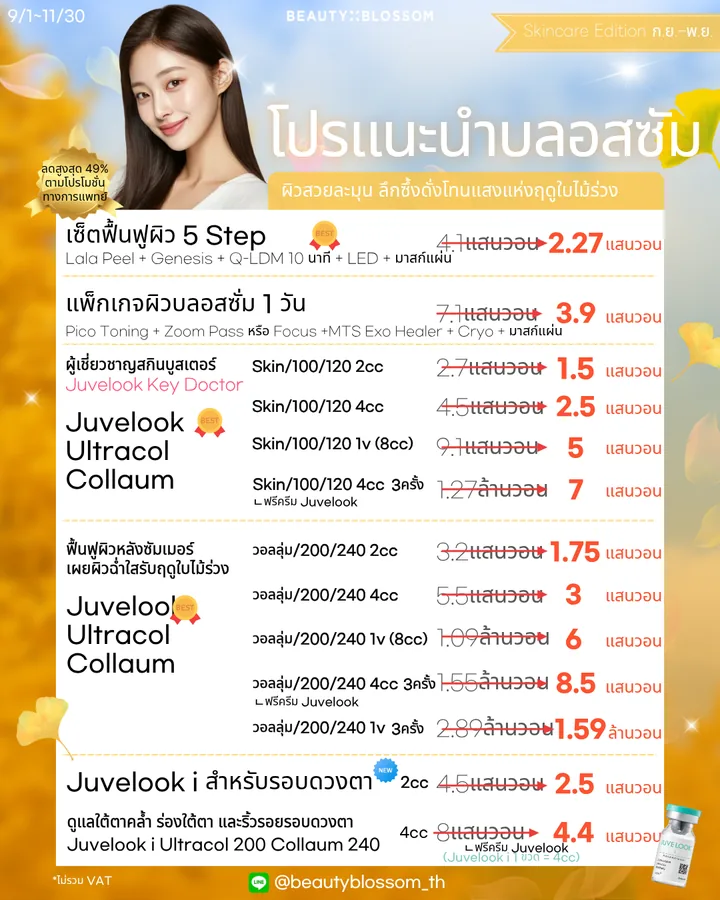 9/1~11/30
BEAUTY::BLOSSOM
Skincare Edition ก.ย.-พ.ย.
โปรแนะนำบลอสซัม
ผิวสวยละมุน ลึกซึ้งดั่งโทนแสงแห่งฤดูใบไม้ร่วง
ลดสูงสุด 49%
ตามโปรโมชั่น
ทางการแพทย์
เซ็ตฟื้นฟูผิว 5 Step BEST 4.1แสนวอน 2.27 แสนวอน
Lala Peel + Genesis + Q-LDM 10 นาที + LED + มาสก์แผ่น
แพ็กเกจผิวบลอสซั่ม 1 วัน 7.1แสนวอน 3.9 แสนวอน
Pico Toning + Zoom Pass หรือ Focus +MTS Exo Healer + Cryo + มาสก์แผ่น
ผู้เชี่ยวชาญสกินบูสเตอร์
Juvelook Key Doctor
Juvelook BEST
Ultracol
Collaum
Skin/100/120 2cc 2.7แสนวอน 1.5 แสนวอน
Skin/100/120 4cc 4.5แสนวอน 2.5 แสนวอน
Skin/100/120 1v (8cc) 9.1แสนวอน 5 แสนวอน
Skin/100/120 4cc 3ครั้ง 1.27ล้านวอน 7 แสนวอน
ฟรีครีม Juvelook
ฟื้นฟูผิวหลังซัมเมอร์
เผยผิวฉ่ำใสรับฤดูใบไม้ร่วง
Juvelook BEST
Ultracol
Collaum
วอลลุ่ม/200/240 2cc 3.2แสนวอน 1.75 แสนวอน
วอลลุ่ม/200/240 4cc 5.5แสนวอน 3 แสนวอน
วอลลุ่ม/200/240 1v (8cc) 1.09ล้านวอน 6 แสนวอน
วอลลุ่ม/200/240 4cc 3ครั้ง 1.55ล้านวอน 8.5 แสนวอน
ฟรีครีม Juvelook
วอลลุ่ม/200/240 1v 3ครั้ง 2.89ล้านวอน 1.59 ล้านวอน
Juvelook i สำหรับรอบดวงตา NEW 2cc 4.5แสนวอน 2.5 แสนวอน
ดูแลใต้ตาคล้ำ ร่องใต้ตา และริ้วรอยรอบดวงตา
Juvelook i Ultracol 200 Collaum 240
4cc 8แสนวอน 4.4 แสนวอน
ฟรีครีม Juvelook
(Juvelook i 1 ขวด = 4cc)
JUVELOOK
*ไม่รวม VAT
LINE @beautyblossom_th